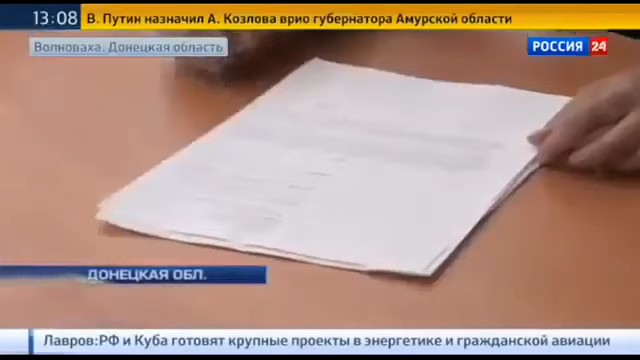 13:08 В. Путин назначил А. Козлова врио губернатора Амурской области
Волноваха. Донецкая область
РОССИЯ 24
ДОНЕЦКАЯ ОБЛ.
Лавров:РФ и Куба готовят крупные проекты в энергетике и гражданской авиации